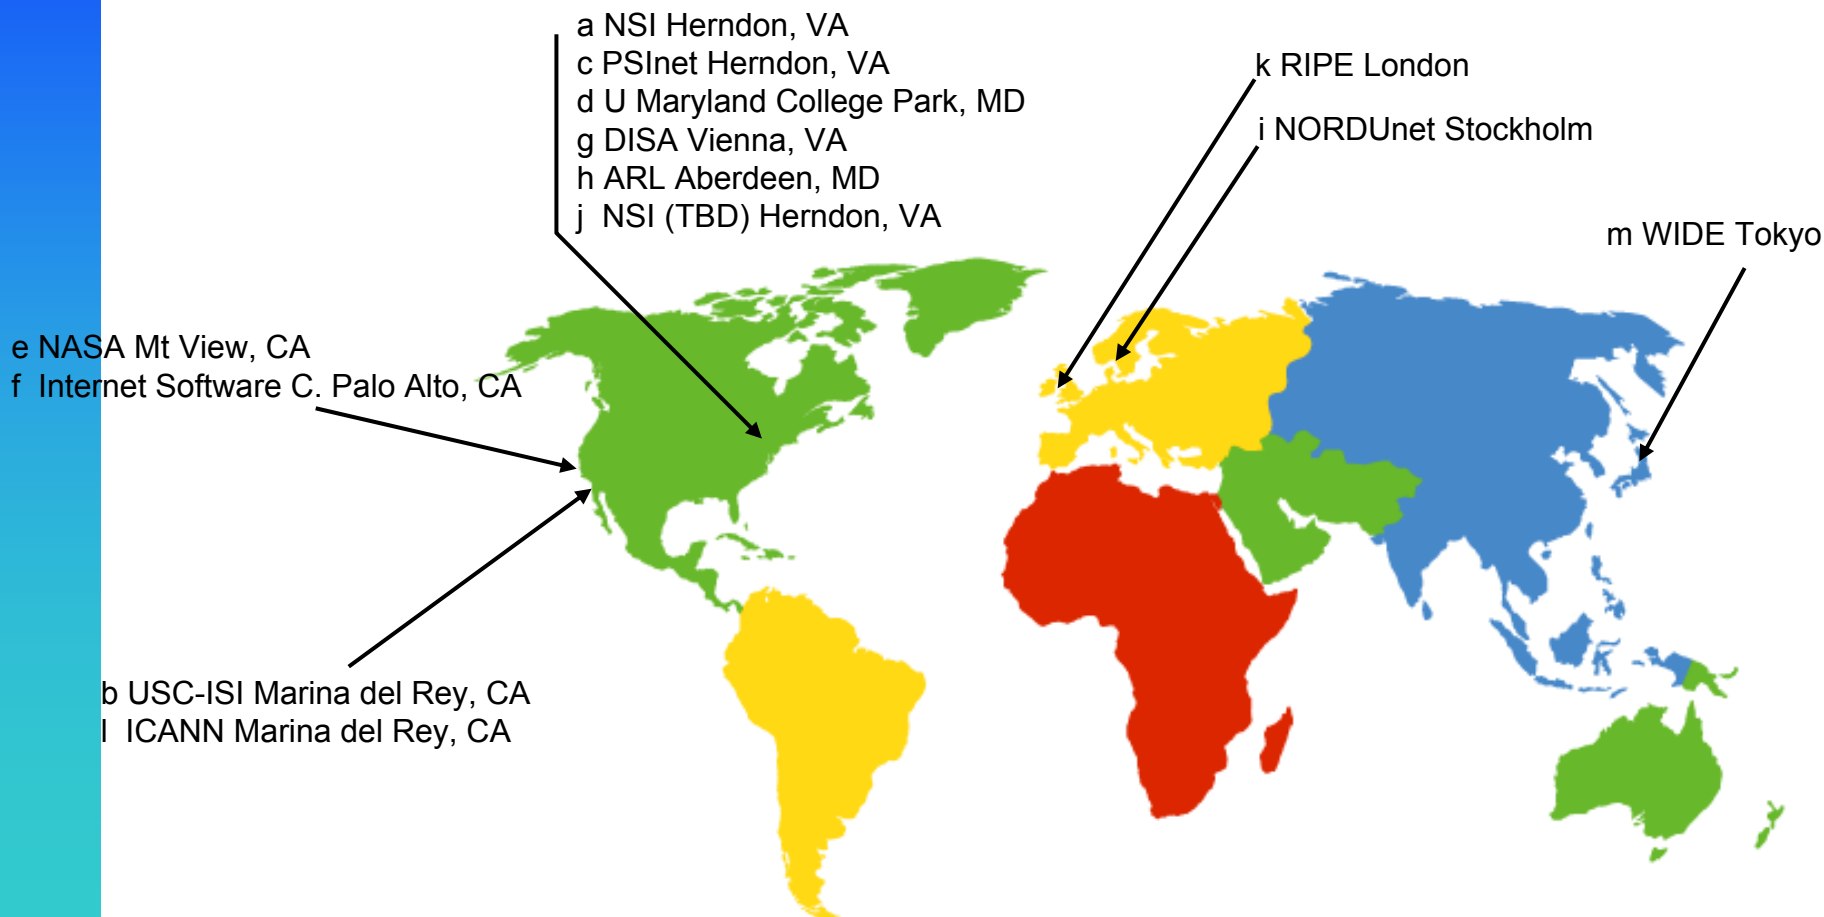 a NSI Herndon, VA
c PSInet Herndon, VA
d U Maryland College Park, MD
g DISA Vienna, VA
h ARL Aberdeen, MD
j NSI (TBD) Herndon, VA
k RIPE London
i NORDUnet Stockholm
m WIDE Tokyo
e NASA Mt View, CA
f Internet Software C. Palo Alto, CA
b USC-ISI Marina del Rey, CA
l ICANN Marina del Rey, CA